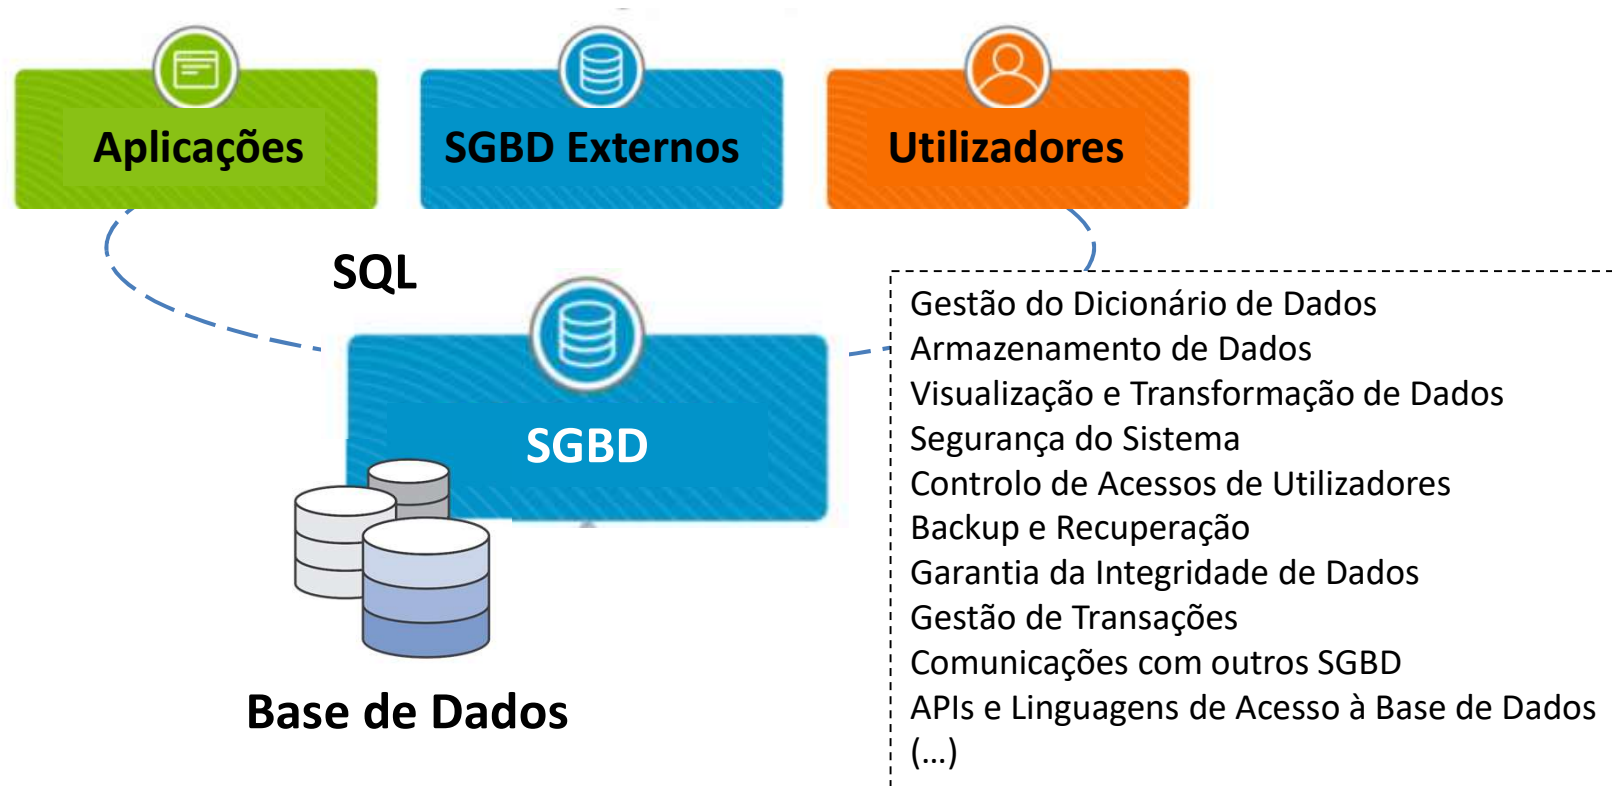 Aplicações
SGBD Externos
Utilizadores
SQL
SGBD
Base de Dados
Gestão do Dicionário de Dados
Armazenamento de Dados
Visualização e Transformação de Dados
Segurança do Sistema
Controlo de Acessos de Utilizadores
Backup e Recuperação
Garantia da Integridade de Dados
Gestão de Transações
Comunicações com outros SGBD
APIs e Linguagens de Acesso à Base de Dados
(...)